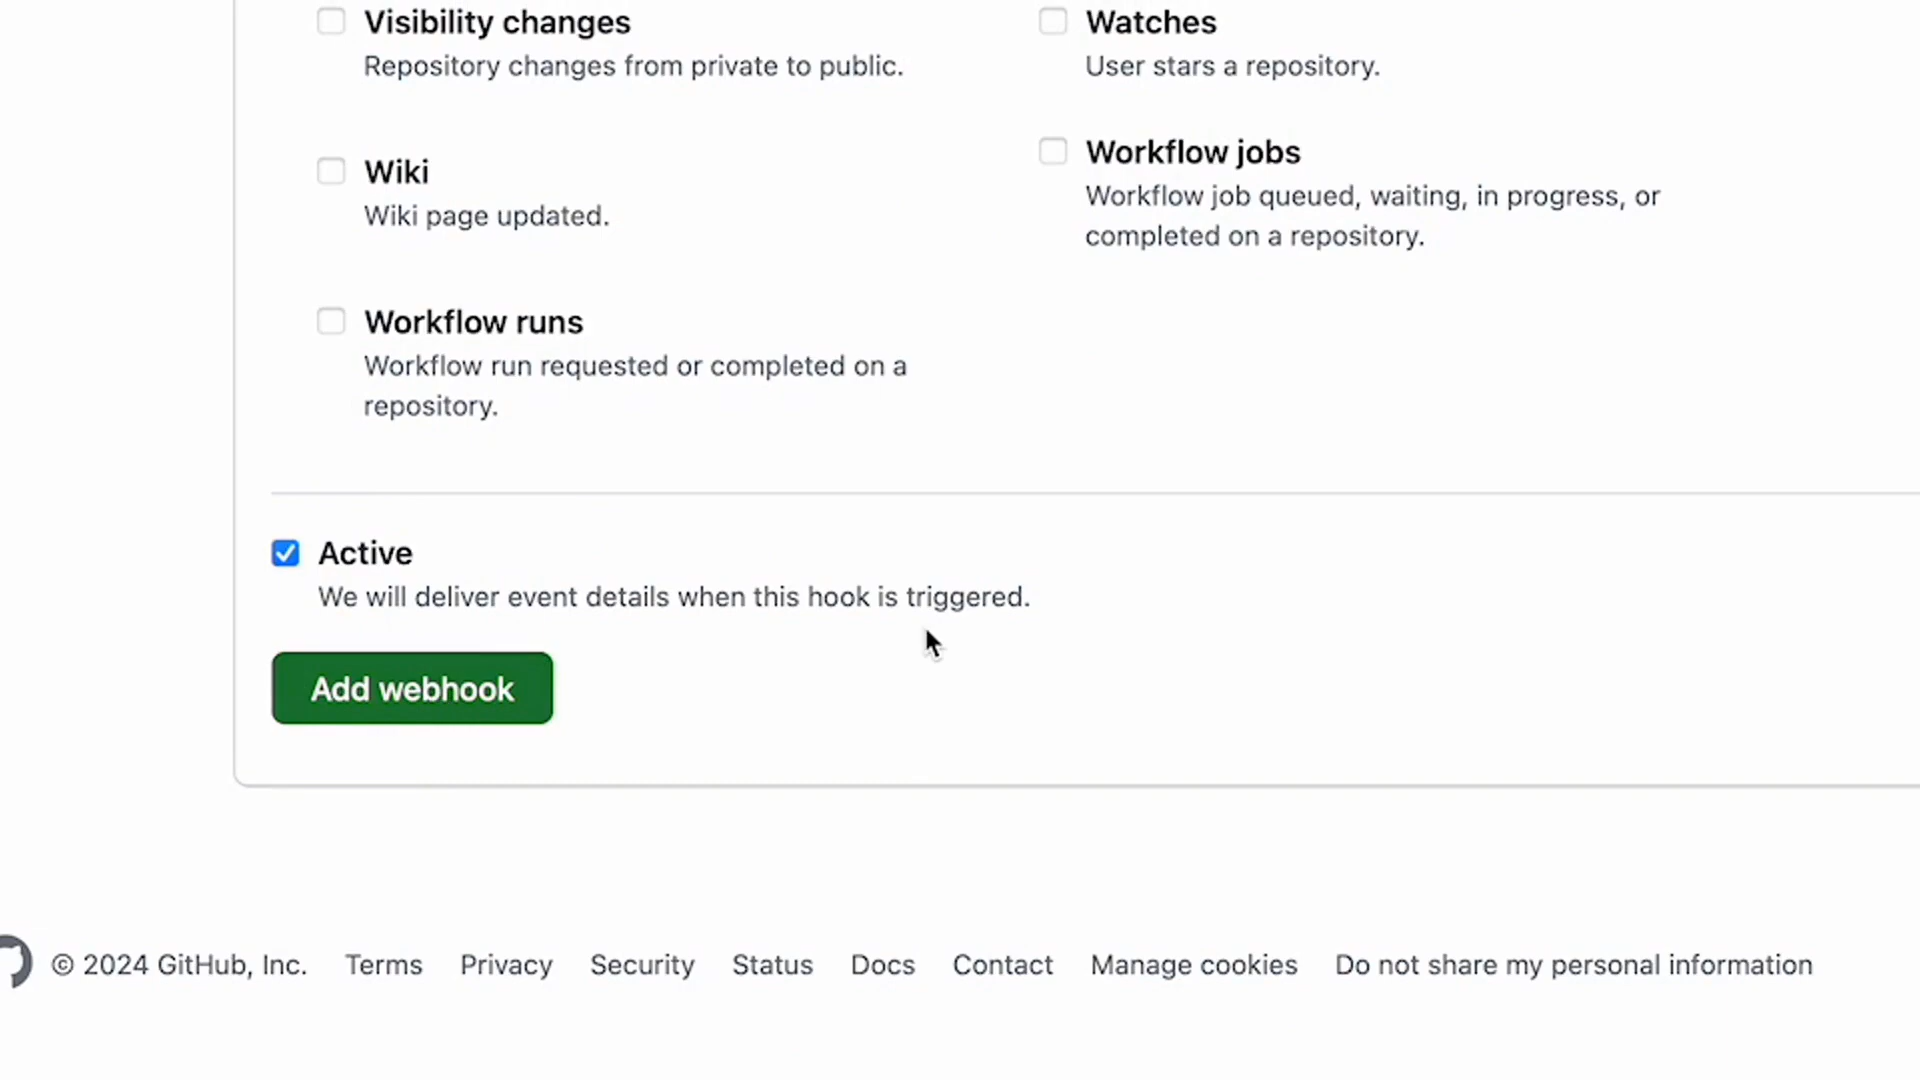 Visibility changes
Repository changes from private to public.
Watches
User stars a repository.
Wiki
Wiki page updated.
Workflow jobs
Workflow job queued, waiting, in progress, or
completed on a repository.
Workflow runs
Workflow run requested or completed on a
repository.
Active
We will deliver event details when this hook is triggered.
Add webhook
© 2024 GitHub, Inc. Terms Privacy Security Status Docs Contact Manage cookies Do not share my personal information